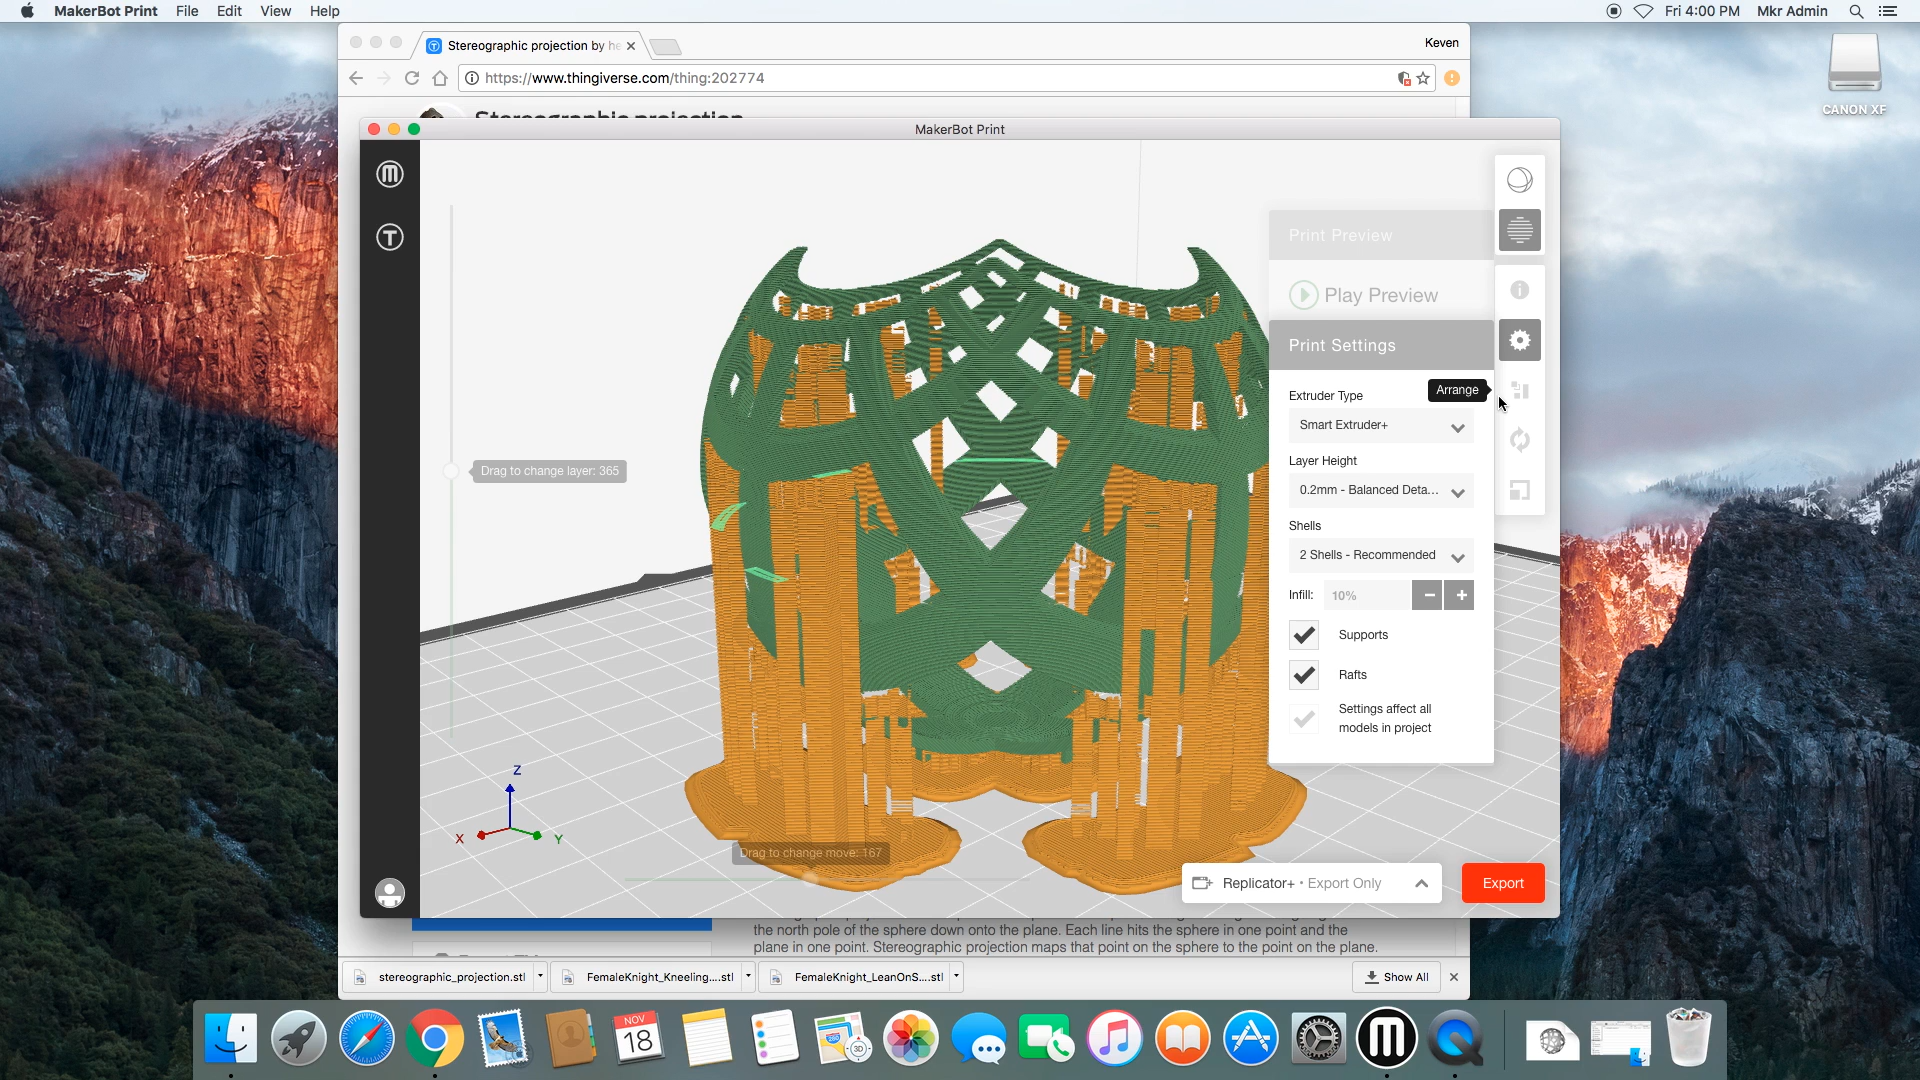 MakerBot Print File Edit View Help
Fri 4:00 PM Mkr Admin
Stereographic projection by he
Keven
https://www.thingiverse.com/thing:202774
CANON XF
Stereographic projection
MakerBot Print
Print Preview
Play Preview
Print Settings
Extruder Type
Arrange
Smart Extruder+
Layer Height
Drag to change layer: 365
0.2mm - Balanced Deta...
Shells
2 Shells - Recommended
Infill: 10%
Supports
Rafts
Settings affect all
models in project
Z
X
Y
Drag to change move: 167
Replicator+ • Export Only
Export
the north pole of the sphere down onto the plane. Each line hits the sphere in one point and the
plane in one point. Stereographic projection maps that point on the sphere to the point on the plane.
stereographic_projection.stl
FemaleKnight_Kneeling....stl
FemaleKnight_LeanOnS....stl
Show All
NOV
18
280
3D